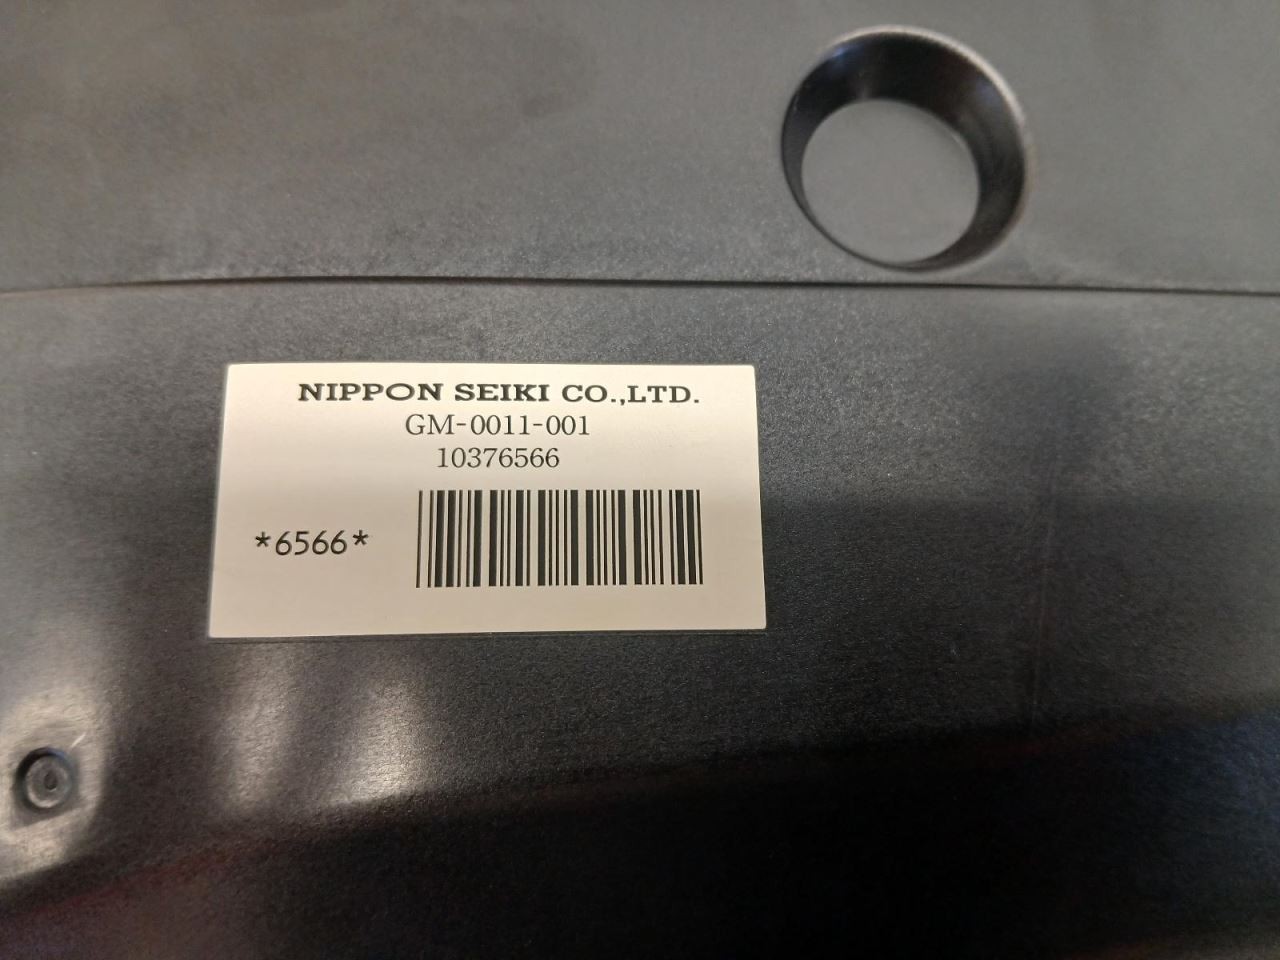 NIPPON SEIKI CO.,LTD.
GM-0011-001
10376566
*6566*